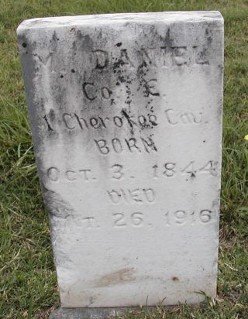 M. DANIEL
Co. E
1 Cherokee Cav.
BORN
Oct. 3, 1844
DIED
26, 1916